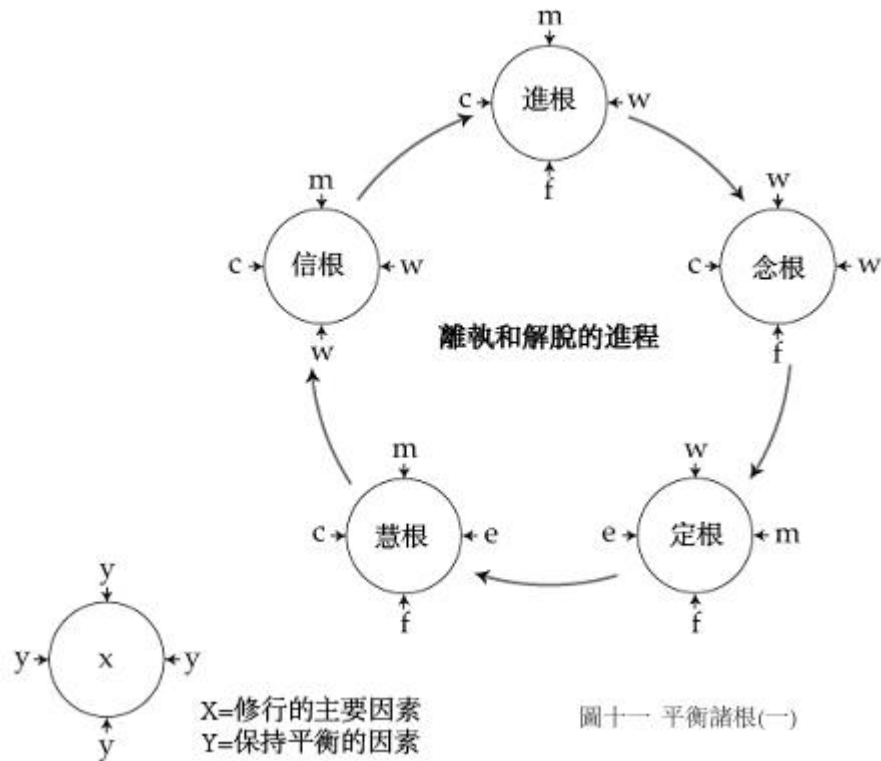 m
c 進根 w
f
m
c 信根 w
w
w
c 念根 w
f
離執和解脫的進程
m
c 慧根 e
f
w
e 定根 m
f
y
y x y
y
X=修行的主要因素
Y=保持平衡的因素
圖十一 平衡諸根(一)